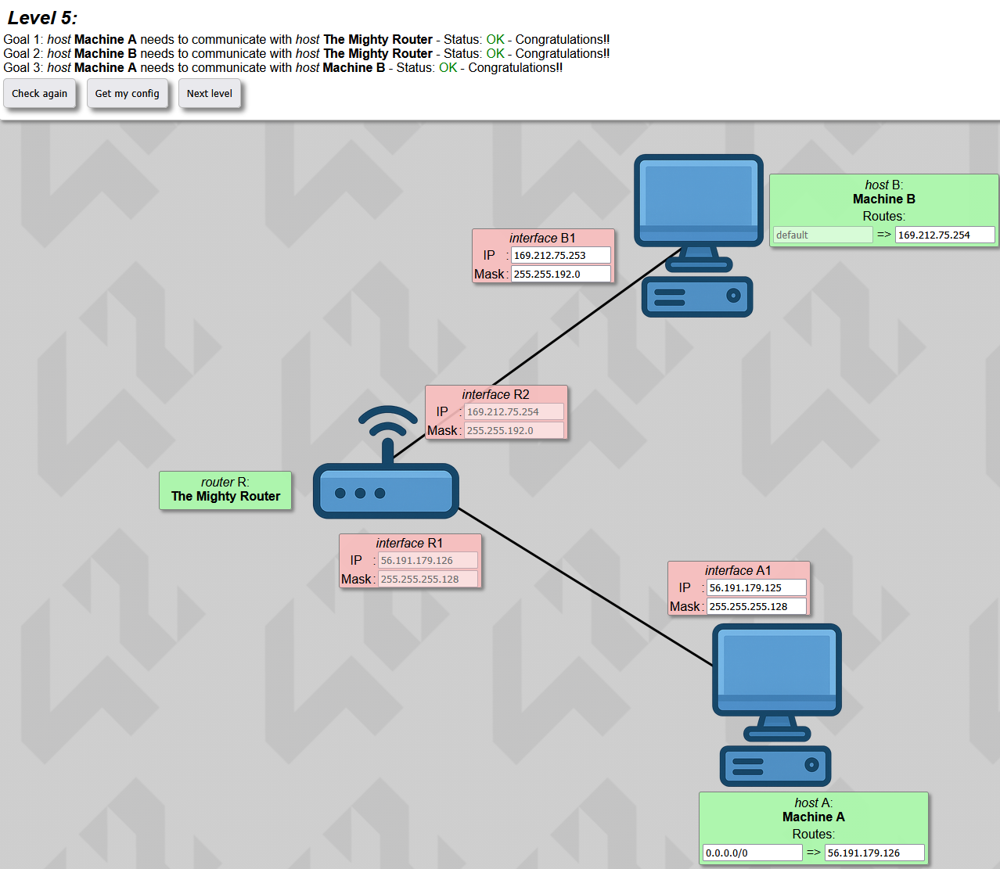 Level 5:
Goal 1: host Machine A needs to communicate with host The Mighty Router - Status: OK - Congratulations!!
Goal 2: host Machine B needs to communicate with host The Mighty Router - Status: OK - Congratulations!!
Goal 3: host Machine A needs to communicate with host Machine B - Status: OK - Congratulations!!
Check again Get my config Next level
host B:
Machine B
Routes:
default => 169.212.75.254
interface B1
IP : 169.212.75.253
Mask: 255.255.192.0
interface R2
IP : 169.212.75.254
Mask: 255.255.192.0
router R:
The Mighty Router
interface R1
IP : 56.191.179.126
Mask: 255.255.255.128
interface A1
IP : 56.191.179.125
Mask: 255.255.255.128
host A:
Machine A
Routes:
0.0.0.0/0 => 56.191.179.126